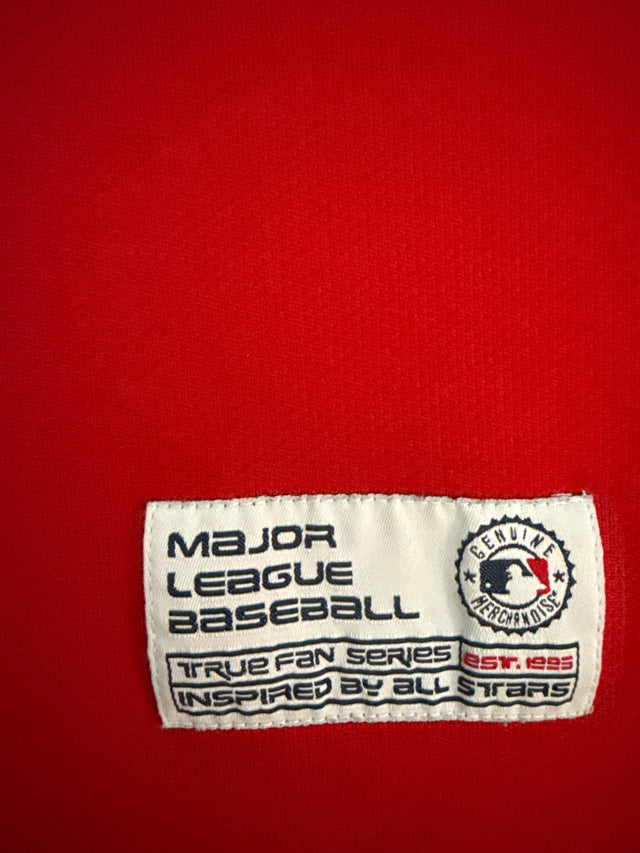 MaJOR
LEAGUE
BASEBALL
GENUINE
MERCHANDISE
TRUE FAN SERIES EST. 1995
INSPIRED BY ALL STARS